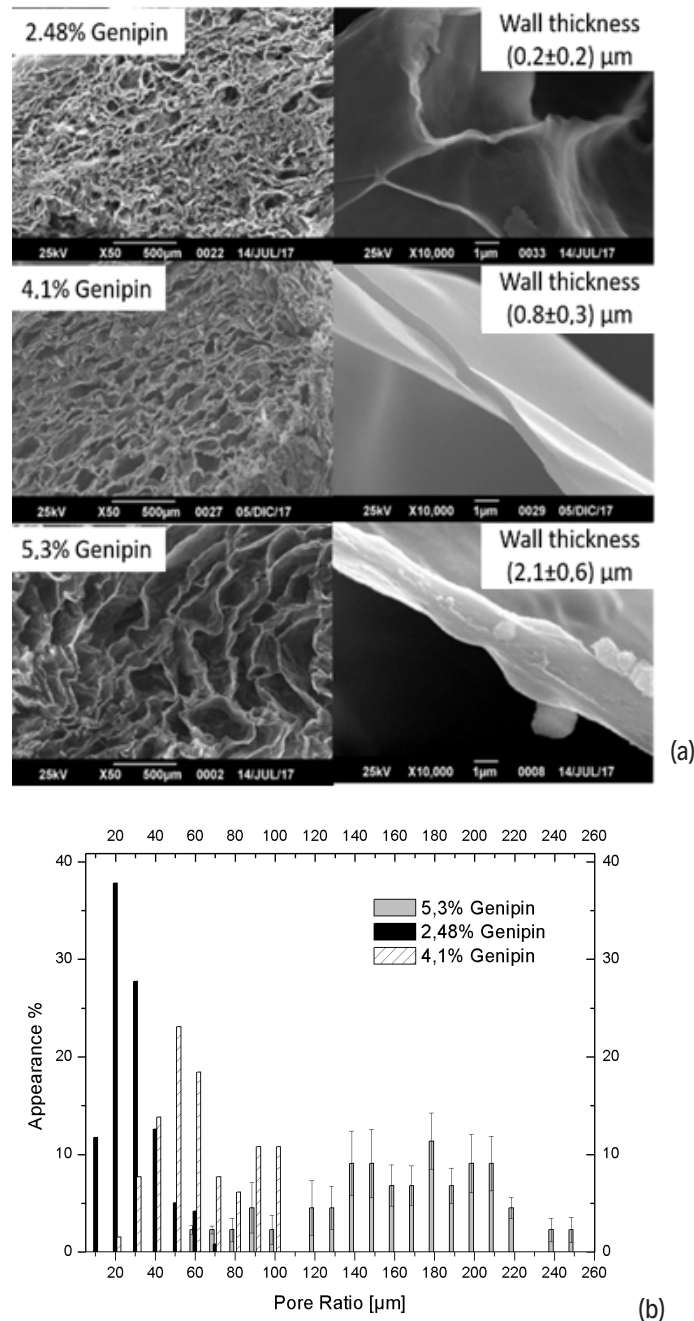 2.48% Genipin
Wall thickness
(0.2±0.2) µm
25kV X50 500µm 0022 14/JUL/17
25kV X10,000 1µm 0033 14/JUL/17
4,1% Genipin
Wall thickness
(0.8±0,3) µm
25kV X50 500µm 0027 05/DIC/17
25kV X10,000 1µm 0029 05/DIC/17
5,3% Genipin
Wall thickness
(2,1±0,6) µm
25kV X50 500µm 0002 14/JUL/17
25kV X10,000 1µm 0008 14/JUL/17
(a)
20 40 60 80 100 120 140 160 180 200 220 240 260
40 40
30 30
20 20
10 10
0 0
Appearance %
5,3% Genipin
2,48% Genipin
4,1% Genipin
20 40 60 80 100 120 140 160 180 200 220 240 260
Pore Ratio [µm]
(b)